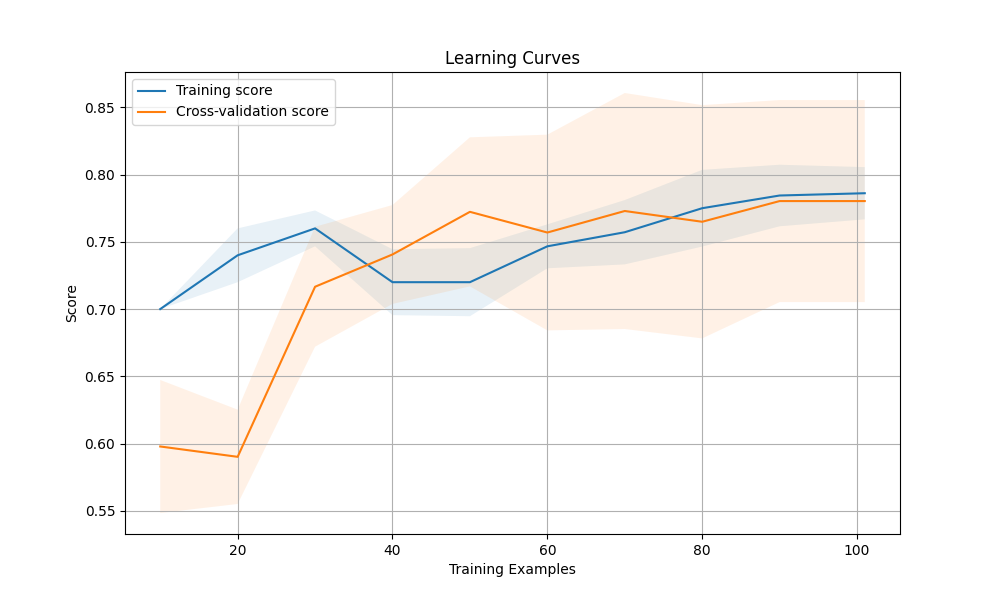 Learning Curves
Training score
Cross-validation score
0.85
0.80
0.75
0.70
0.65
0.60
0.55
Score
20 40 60 80 100
Training Examples